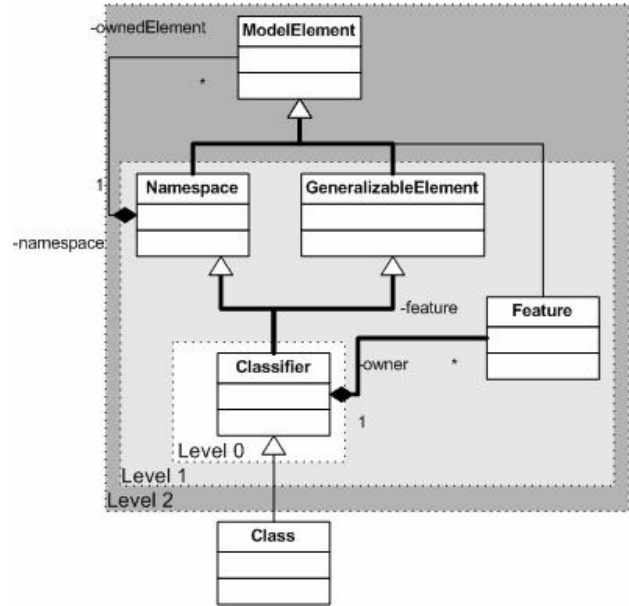 -ownedElement
ModelElement
*
1
Namespace
GeneralizableElement
-namespace
-feature
Feature
Classifier
-owner
*
1
Level 0
Level 1
Level 2
Class